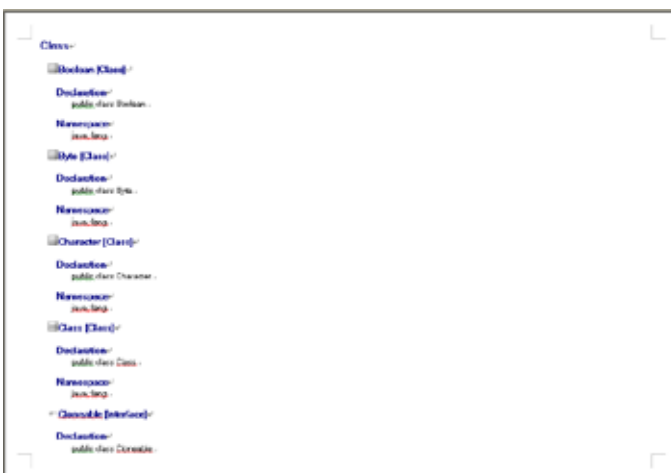 Class
Boolean (Class)
Declaration
public class Boolean
Namespace
java.lang
Byte (Class)
Declaration
public class Byte
Namespace
java.lang
Character (Class)
Declaration
public class Character
Namespace
java.lang
Class (Class)
Declaration
public class Class
Namespace
java.lang
Cloneable (Interface)
Declaration
public class Cloneable